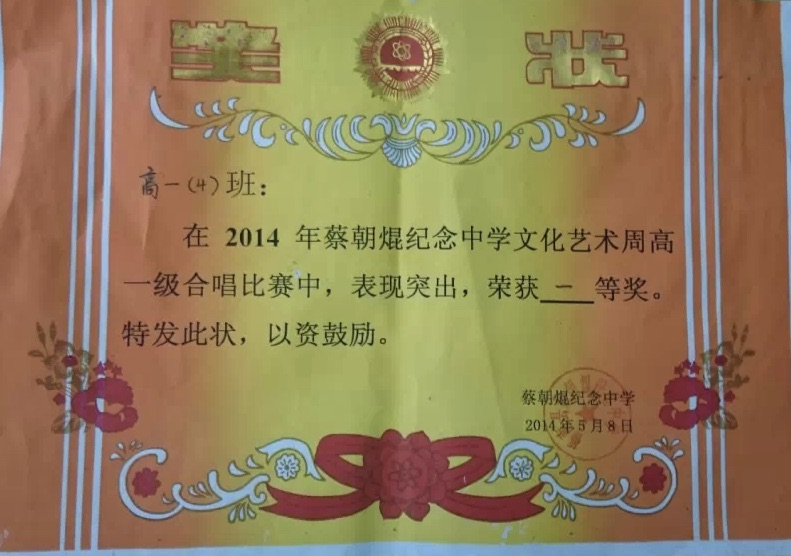 奖 状
高一(4)班：
在 2014 年蔡朝焜纪念中学文化艺术周高
一级合唱比赛中，表现突出，荣获 一 等奖。
特发此状，以资鼓励。
蔡朝焜纪念中学
2014年5月8日